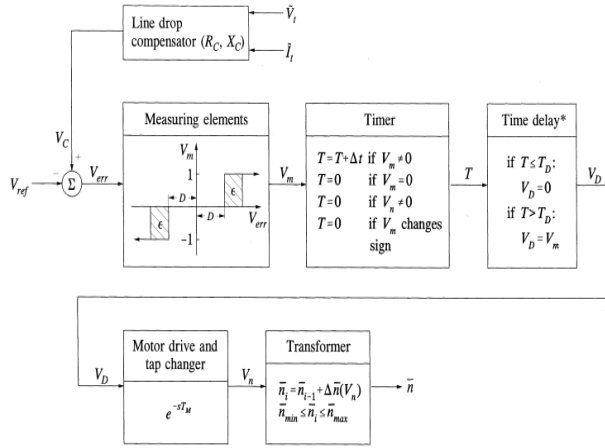 Line drop
compensator (R_C, X_C)
Ṽ_t
Ĩ_t
V_C
V_ref
−
+
Σ
V_err
Measuring elements
V_m
1
ϵ
D
D
ϵ
V_err
−1
V_m
Timer
T=T+Δt if V_m ≠0
T=0 if V_m=0
T=0 if V_n ≠0
T=0 if V_m changes
sign
T
Time delay*
if T≤T_D:
V_D=0
if T>T_D:
V_D=V_m
V_D
V_D
Motor drive and
tap changer
e^{-sT_M}
V_n
Transformer
n̅_i=n̅_{i-1}+Δn̅(V_n)
n̅_min≤n̅_i≤n̅_max
n̅